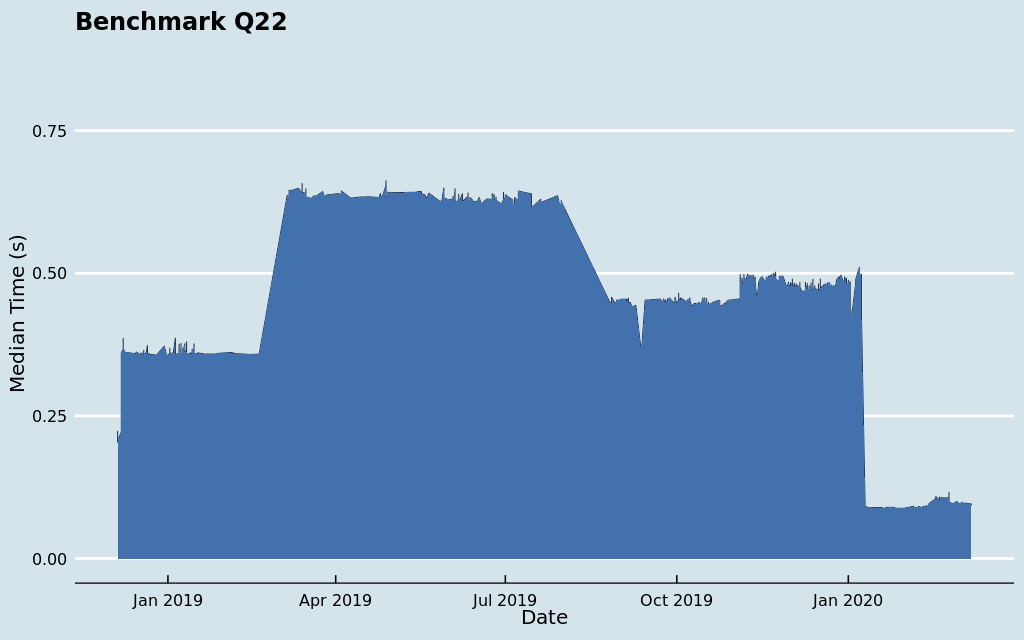 Benchmark Q22
0.75
0.50
0.25
0.00
Median Time (s)
Jan 2019
Apr 2019
Jul 2019
Oct 2019
Jan 2020
Date